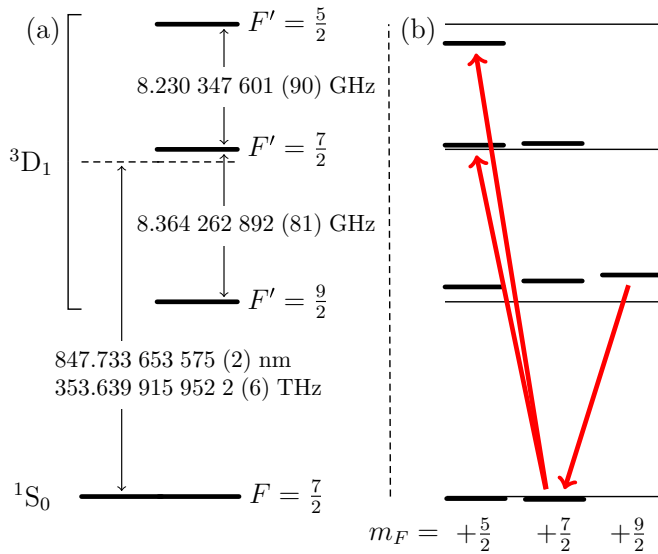 (a)
(b)
F′ = 5/2
8.230 347 601 (90) GHz
³D₁
F′ = 7/2
8.364 262 892 (81) GHz
F′ = 9/2
847.733 653 575 (2) nm
353.639 915 952 2 (6) THz
¹S₀
F = 7/2
m_F = +5/2 +7/2 +9/2